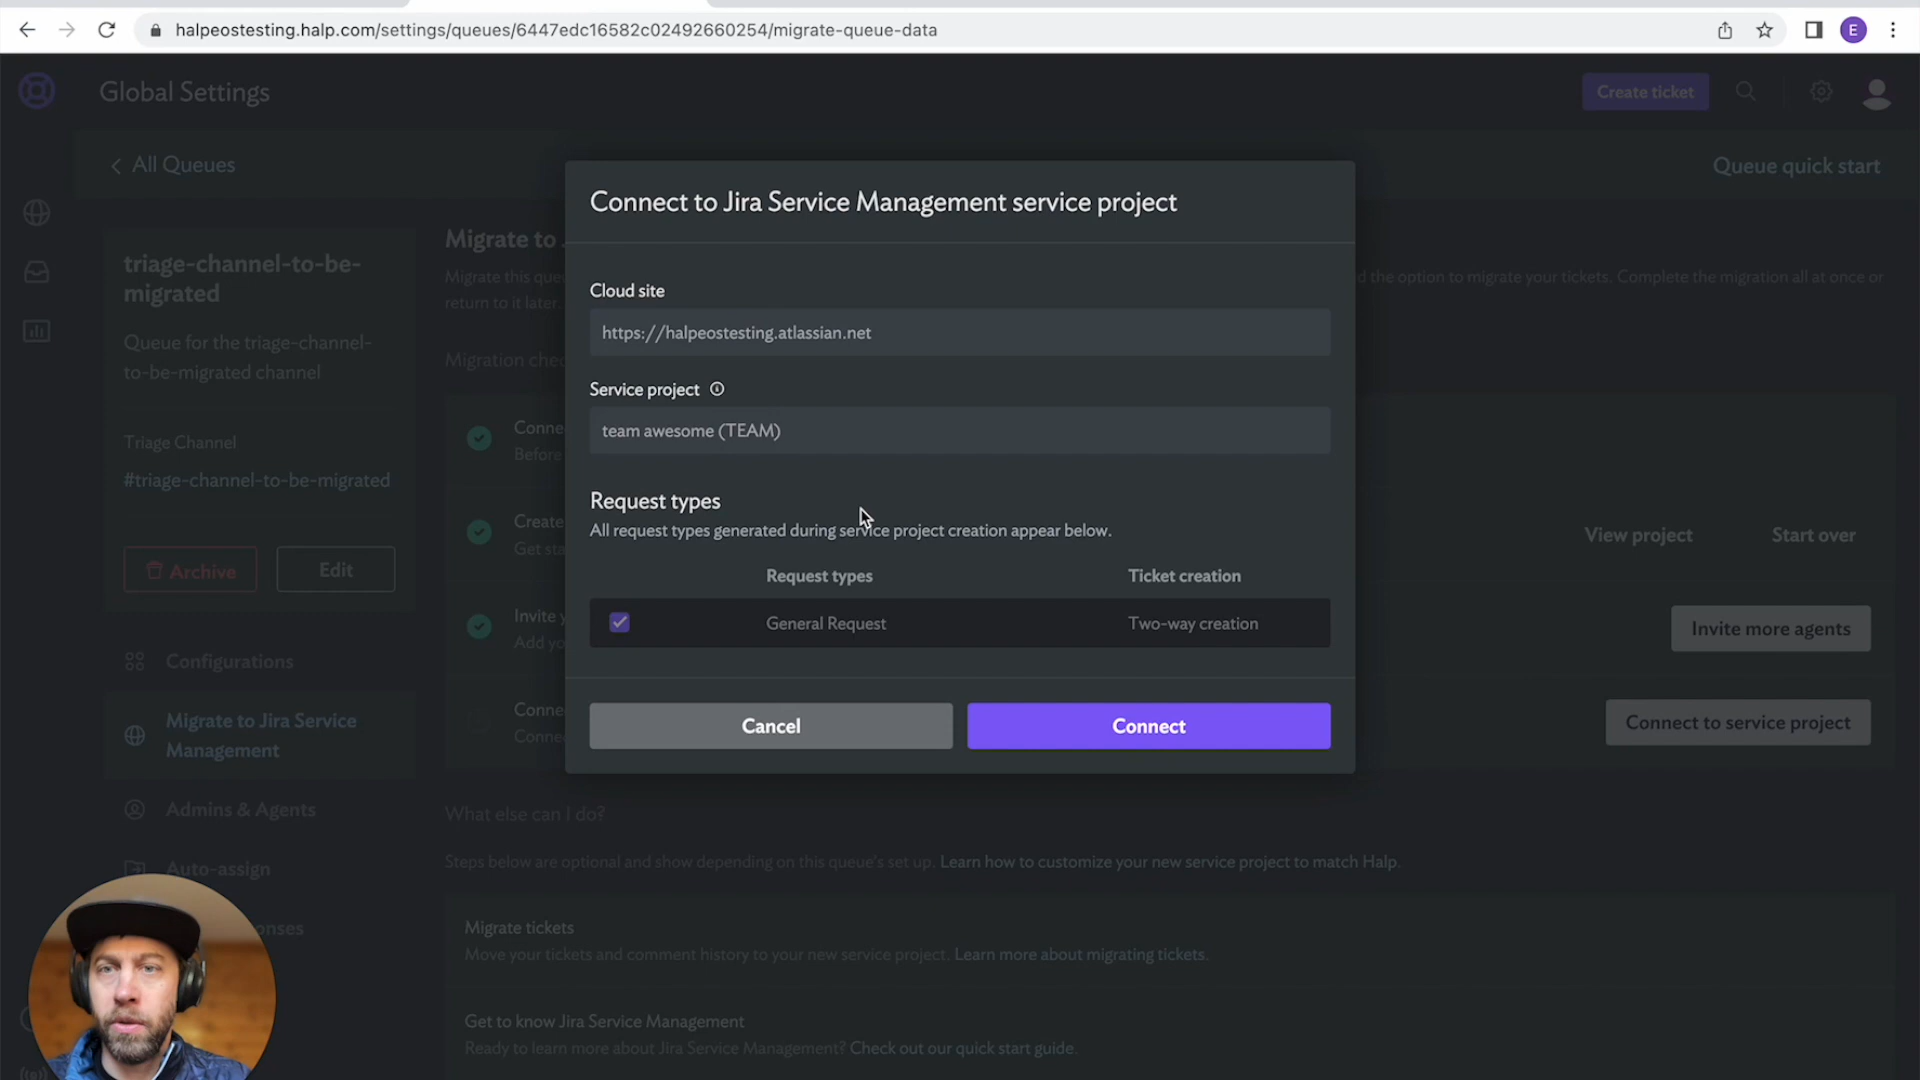 halpeostesting.halp.com/settings/queues/6447edc16582c02492660254/migrate-queue-data
E
Global Settings
Create ticket
All Queues
Queue quick start
triage-channel-to-be-
migrated
Queue for the triage-channel-
to-be-migrated channel
Triage Channel
#triage-channel-to-be-migrated
Archive
Edit
Configurations
Migrate to Jira Service
Management
Admins & Agents
Auto-assign
Migrate to
Migrate this
d the option to migrate your tickets. Complete the migration all at once or
return to it later.
Migration
Before
View project
Start over
Create
Invite
Invite more agents
Connect to service project
Connect to Jira Service Management service project
Cloud site
https://halpeostesting.atlassian.net
Service project
team awesome (TEAM)
Request types
All request types generated during service project creation appear below.
Request types
Ticket creation
General Request
Two-way creation
Cancel
Connect
What else can I do?
Steps below are optional and show depending on this queue's set up. Learn how to customize your new service project to match Halp.
Migrate tickets
Move your tickets and comment history to your new service project. Learn more about migrating tickets.
Get to know Jira Service Management
Ready to learn more about Jira Service Management? Check out our quick start guide.